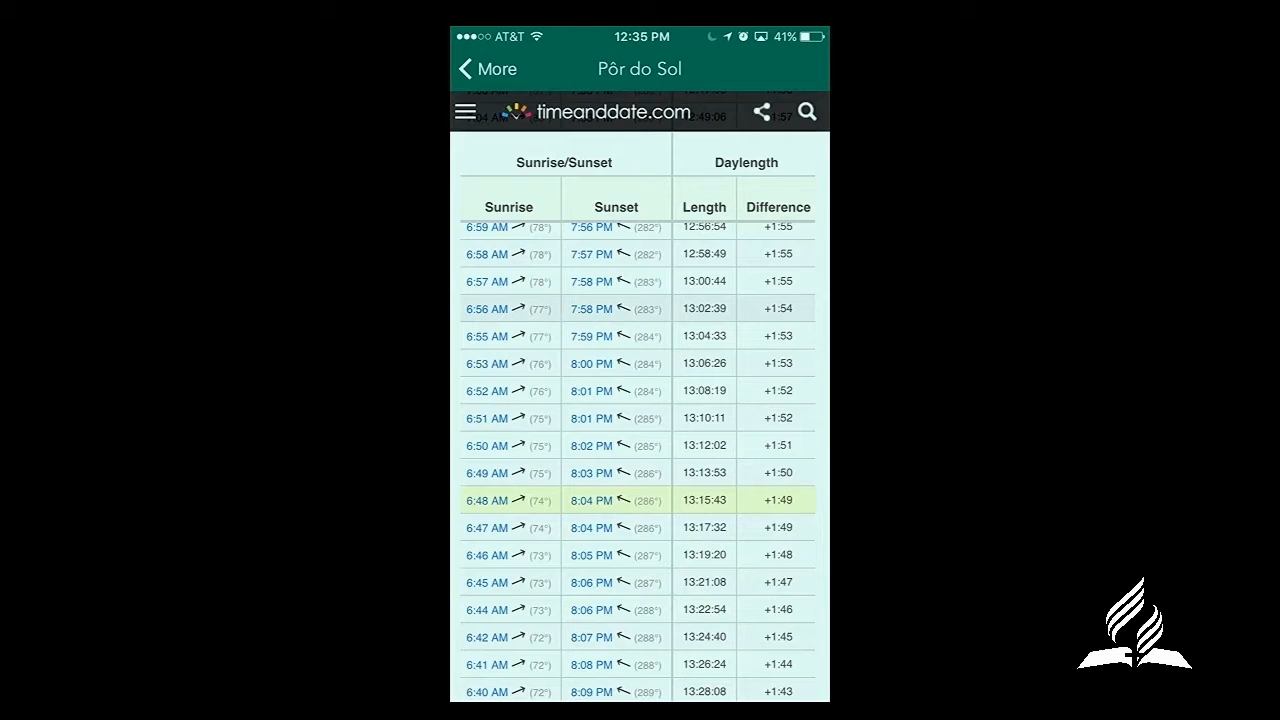 AT&T 12:35 PM 41%
More Pôr do Sol
timeanddate.com
Sunrise/Sunset Daylength
Sunrise Sunset Length Difference
6:59 AM (78°) 7:56 PM (282°) 12:56:54 +1:55
6:58 AM (78°) 7:57 PM (282°) 12:58:49 +1:55
6:57 AM (78°) 7:58 PM (283°) 13:00:44 +1:55
6:56 AM (77°) 7:58 PM (283°) 13:02:39 +1:54
6:55 AM (77°) 7:59 PM (284°) 13:04:33 +1:53
6:53 AM (76°) 8:00 PM (284°) 13:06:26 +1:53
6:52 AM (76°) 8:01 PM (284°) 13:08:19 +1:52
6:51 AM (75°) 8:01 PM (285°) 13:10:11 +1:52
6:50 AM (75°) 8:02 PM (285°) 13:12:02 +1:51
6:49 AM (75°) 8:03 PM (286°) 13:13:53 +1:50
6:48 AM (74°) 8:04 PM (286°) 13:15:43 +1:49
6:47 AM (74°) 8:04 PM (286°) 13:17:32 +1:49
6:46 AM (73°) 8:05 PM (287°) 13:19:20 +1:48
6:45 AM (73°) 8:06 PM (287°) 13:21:08 +1:47
6:44 AM (73°) 8:06 PM (288°) 13:22:54 +1:46
6:42 AM (72°) 8:07 PM (288°) 13:24:40 +1:45
6:41 AM (72°) 8:08 PM (288°) 13:26:24 +1:44
6:40 AM (72°) 8:09 PM (289°) 13:28:08 +1:43